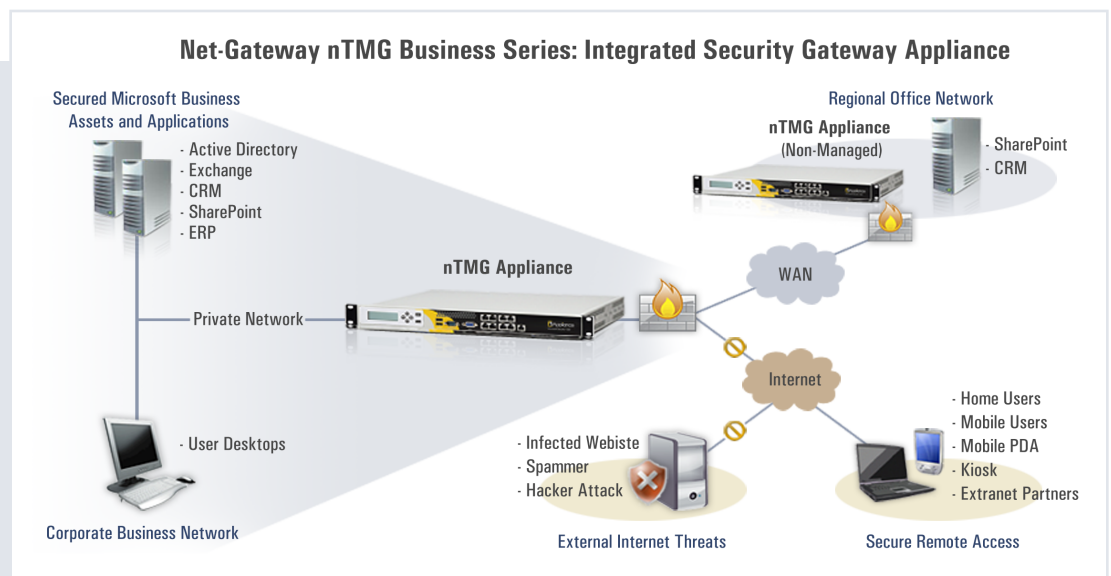 Net-Gateway nTMG Business Series: Integrated Security Gateway Appliance
Secured Microsoft Business
Assets and Applications
- Active Directory
- Exchange
- CRM
- SharePoint
- ERP
Regional Office Network
nTMG Appliance
(Non-Managed)
- SharePoint
- CRM
nTMG Appliance
WAN
Private Network
Internet
- User Desktops
- Infected Webiste
- Spammer
- Hacker Attack
- Home Users
- Mobile Users
- Mobile PDA
- Kiosk
- Extranet Partners
Corporate Business Network
External Internet Threats
Secure Remote Access